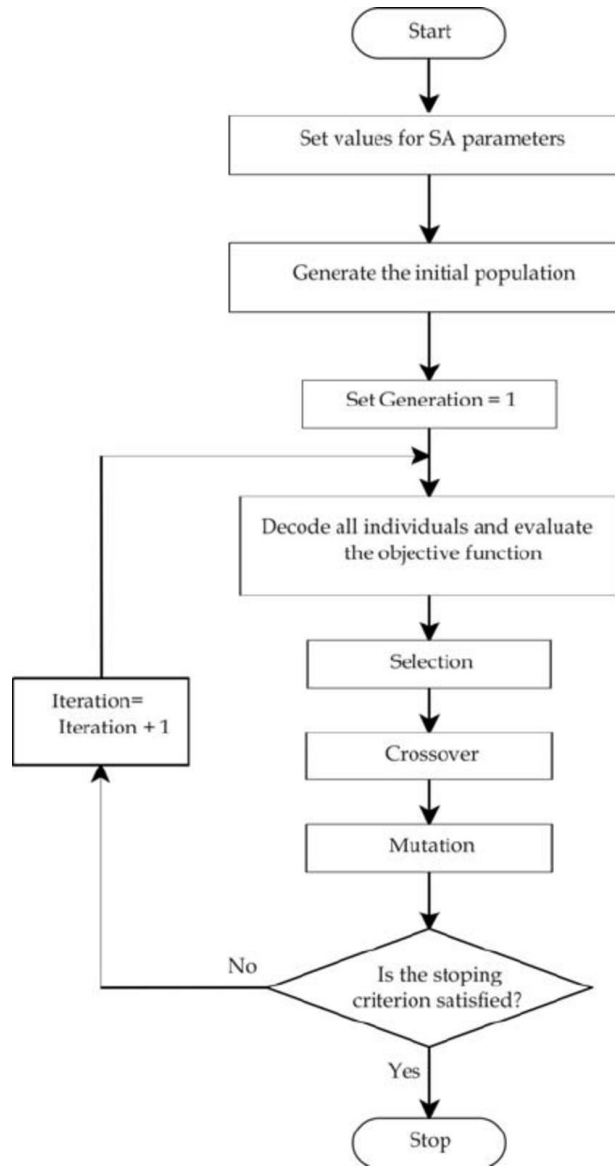 Start
Set values for SA parameters
Generate the initial population
Set Generation = 1
Decode all individuals and evaluate
the objective function
Selection
Iteration=
Iteration + 1
Crossover
Mutation
No
Is the stoping
criterion satisfied?
Yes
Stop